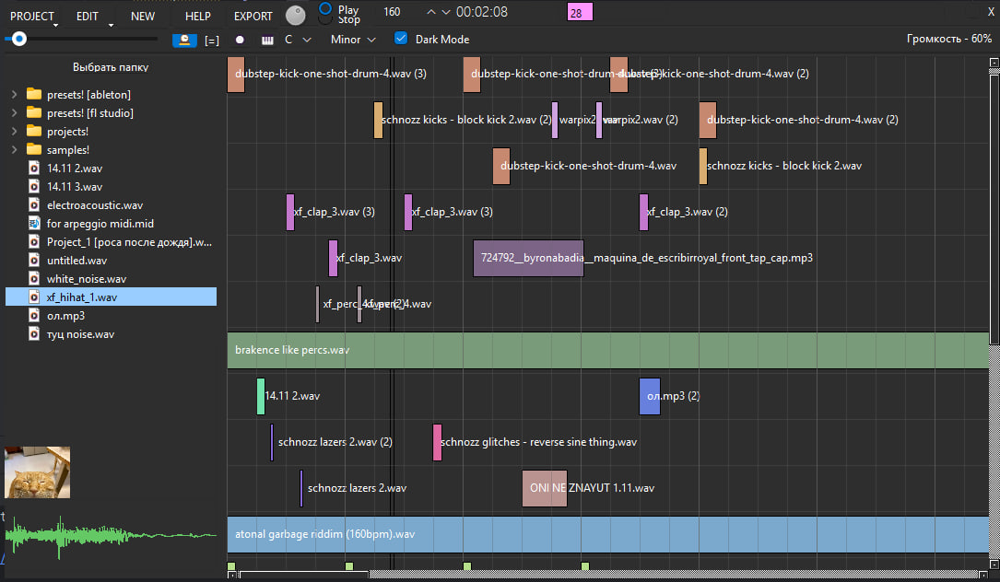 PROJECT EDIT NEW HELP EXPORT Play Stop 160 00:02:08 28 X
[=] C Minor Dark Mode Громкость - 60%
Выбрать папку
presets! [ableton]
presets! [fl studio]
projects!
samples!
14.11 2.wav
14.11 3.wav
electroacoustic.wav
for arpeggio midi.mid
Project_1 [роса после дождя].w...
untitled.wav
white_noise.wav
xf_hihat_1.wav
ол.mp3
туц noise.wav
dubstep-kick-one-shot-drum-4.wav (3) dubstep-kick-one-shot-drum-4.wav (3) dubstep-kick-one-shot-drum-4.wav (2)
schnozz kicks - block kick 2.wav (2) warpix2.wav warpix2.wav (2) dubstep-kick-one-shot-drum-4.wav (2)
dubstep-kick-one-shot-drum-4.wav schnozz kicks - block kick 2.wav
xf_clap_3.wav (3) xf_clap_3.wav (3) xf_clap_3.wav (2)
xf_clap_3.wav 724792__byronabadia__maquina_de_escribirroyal_front_tap_cap.mp3
xf_perc_4.wav (2) xf_perc_4.wav
brakence like percs.wav
14.11 2.wav ол.mp3 (2)
schnozz lazers 2.wav (2) schnozz glitches - reverse sine thing.wav
schnozz lazers 2.wav ONI NE ZNAYUT 1.11.wav
atonal garbage riddim (160bpm).wav